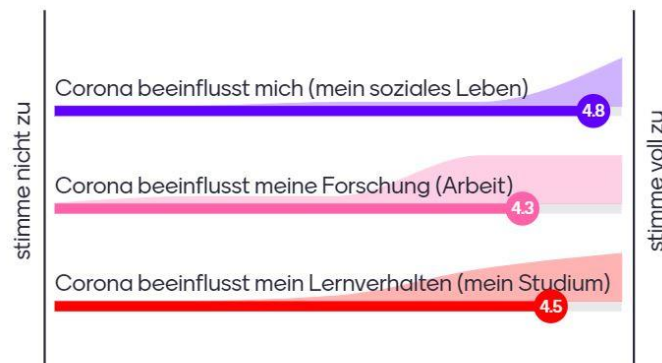 stimme nicht zu
Corona beeinflusst mich (mein soziales Leben)
4.8
Corona beeinflusst meine Forschung (Arbeit)
4.3
Corona beeinflusst mein Lernverhalten (mein Studium)
4.5
stimme voll zu